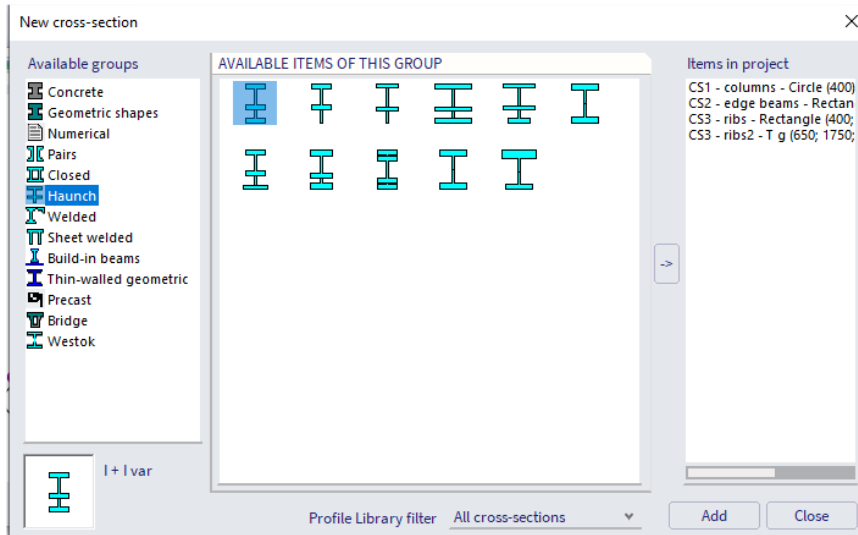 New cross-section
Available groups
Concrete
Geometric shapes
Numerical
Pairs
Closed
Haunch
Welded
Sheet welded
Build-in beams
Thin-walled geometric
Precast
Bridge
Westok
AVAILABLE ITEMS OF THIS GROUP
->
Items in project
CS1 - columns - Circle (400)
CS2 - edge beams - Rectan
CS3 - ribs - Rectangle (400;
CS3 - ribs2 - T g (650; 1750;
I + I var
Profile Library filter All cross-sections
Add Close